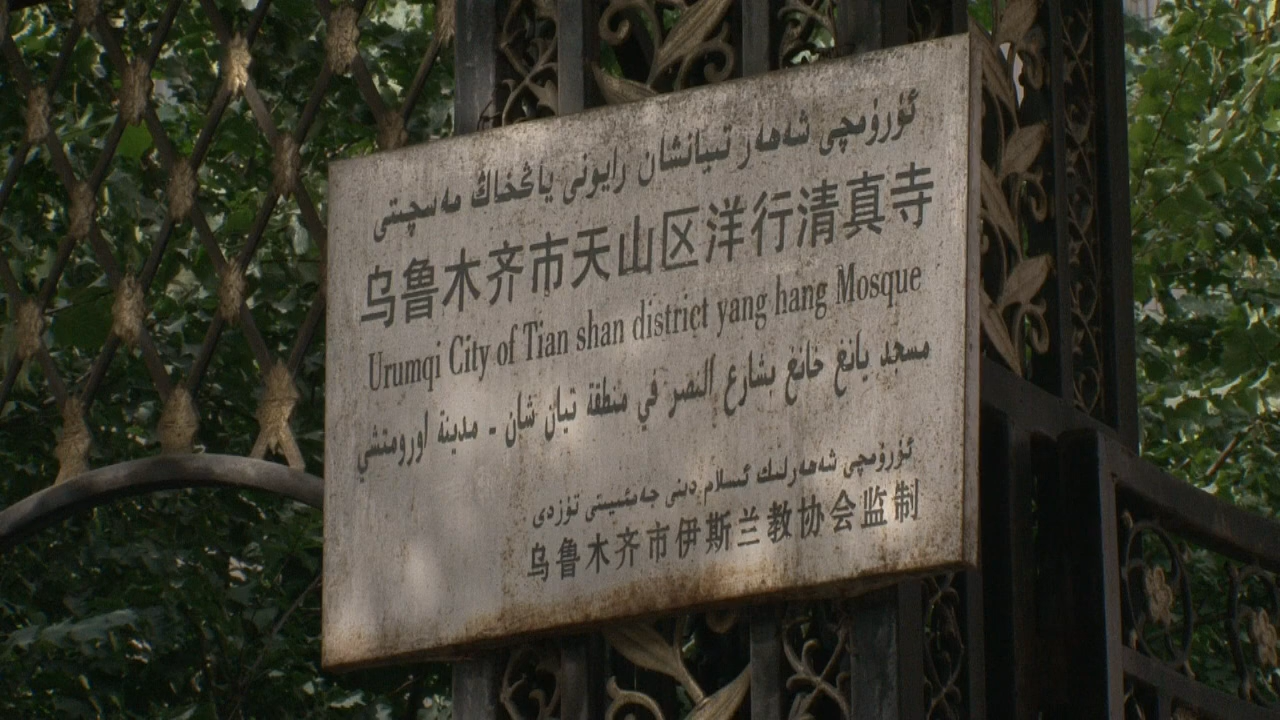 ئۈرۈمچى شەھەر تىيانشان رايونى ياڭخاڭ مەسچىتى
乌鲁木齐市天山区洋行清真寺
Urumqi City of Tian shan district yang hang Mosque
مسجد يانغ خانغ بشارع النصر في منطقة تيان شان - مدينة اورومتشي
ئۈرۈمچى شەھەرلىك ئىسلام دىنى جەمئىيىتى تۈزدى
乌鲁木齐市伊斯兰教协会监制